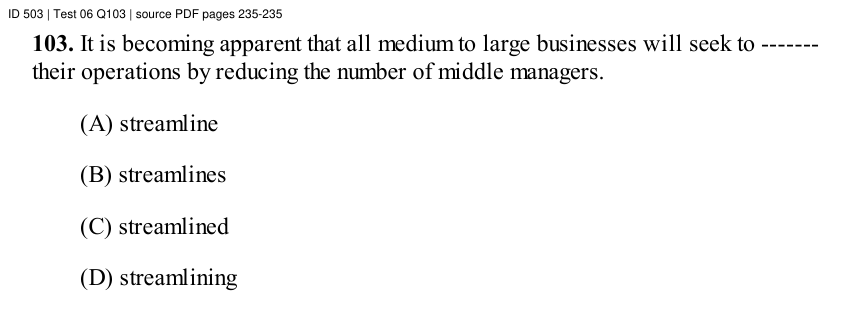 ID 503 | Test 06 Q103 | source PDF pages 235-235
103. It is becoming apparent that all medium to large businesses will seek to -------
their operations by reducing the number of middle managers.
(A) streamline
(B) streamlines
(C) streamlined
(D) streamlining